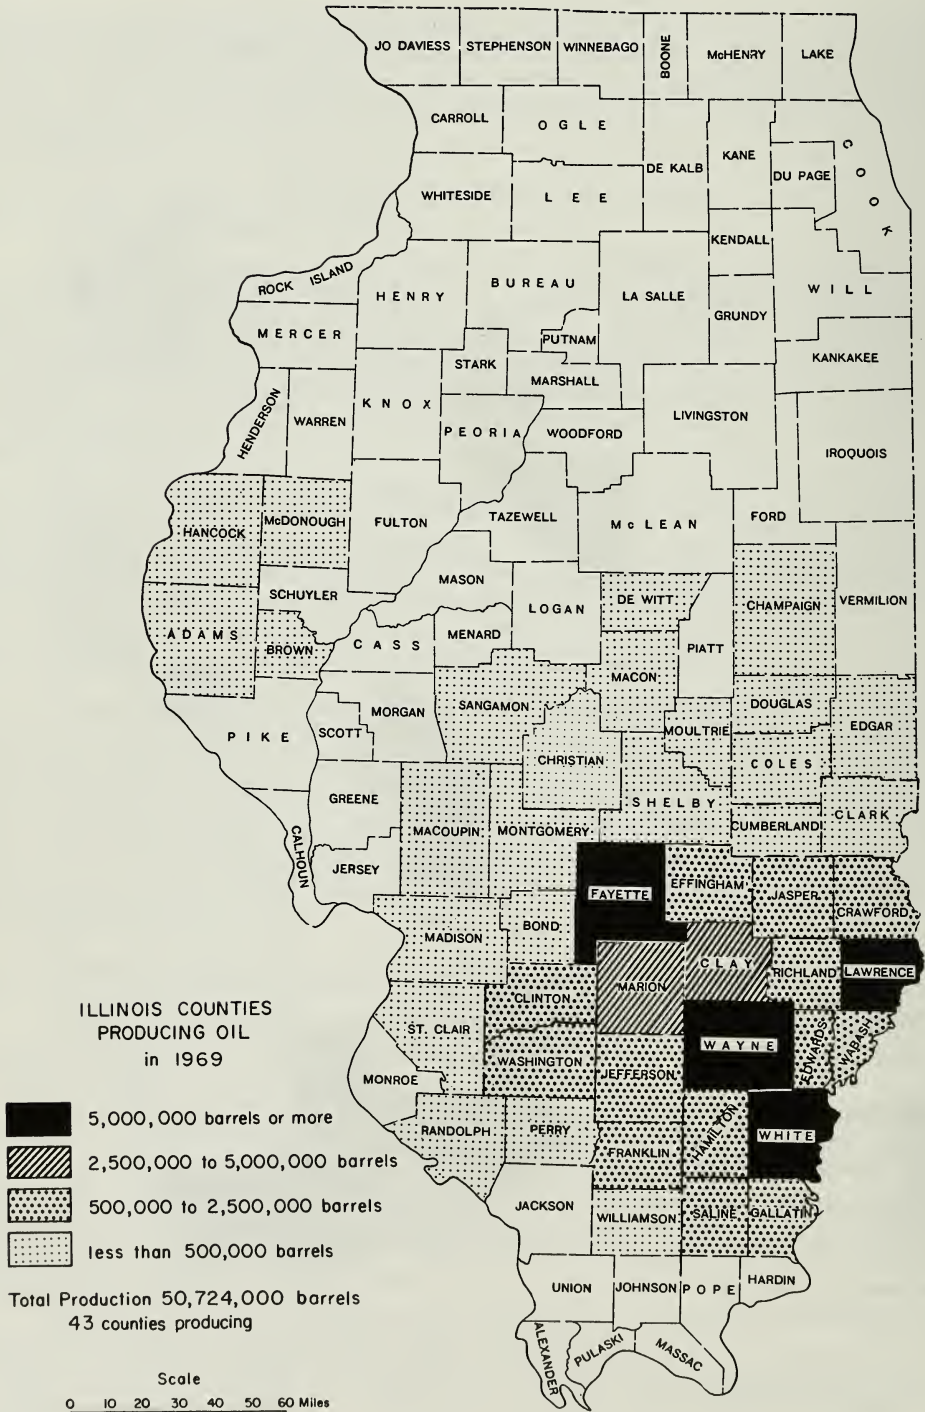 JO DAVIESS STEPHENSON WINNEBAGO BOONE McHENRY LAKE
CARROLL OGLE DE KALB KANE COOK
DU PAGE
WHITESIDE LEE
KENDALL
ROCK ISLAND HENRY BUREAU LA SALLE WILL
GRUNDY
MERCER PUTNAM
KANKAKEE
STARK MARSHALL
HENDERSON WARREN KNOX PEORIA WOODFORD LIVINGSTON
IROQUOIS
HANCOCK McDONOUGH FULTON TAZEWELL McLEAN FORD
MASON
SCHUYLER LOGAN DE WITT CHAMPAIGN VERMILION
ADAMS BROWN CASS MENARD PIATT
MACON
SANGAMON DOUGLAS
PIKE SCOTT MORGAN MOULTRIE EDGAR
CHRISTIAN COLES
GREENE SHELBY
MACOUPIN MONTGOMERY CUMBERLAND CLARK
CALHOUN JERSEY
FAYETTE EFFINGHAM JASPER CRAWFORD
MADISON BOND
MARION CLAY RICHLAND LAWRENCE
CLINTON
ST. CLAIR WAYNE EDWARDS WABASH
WASHINGTON JEFFERSON
MONROE
RANDOLPH PERRY HAMILTON WHITE
FRANKLIN
JACKSON WILLIAMSON SALINE GALLATIN
UNION JOHNSON POPE HARDIN
ALEXANDER PULASKI MASSAC
ILLINOIS COUNTIES
PRODUCING OIL
in 1969
5,000,000 barrels or more
2,500,000 to 5,000,000 barrels
500,000 to 2,500,000 barrels
less than 500,000 barrels
Total Production 50,724,000 barrels
43 counties producing
Scale
0 10 20 30 40 50 60 Miles